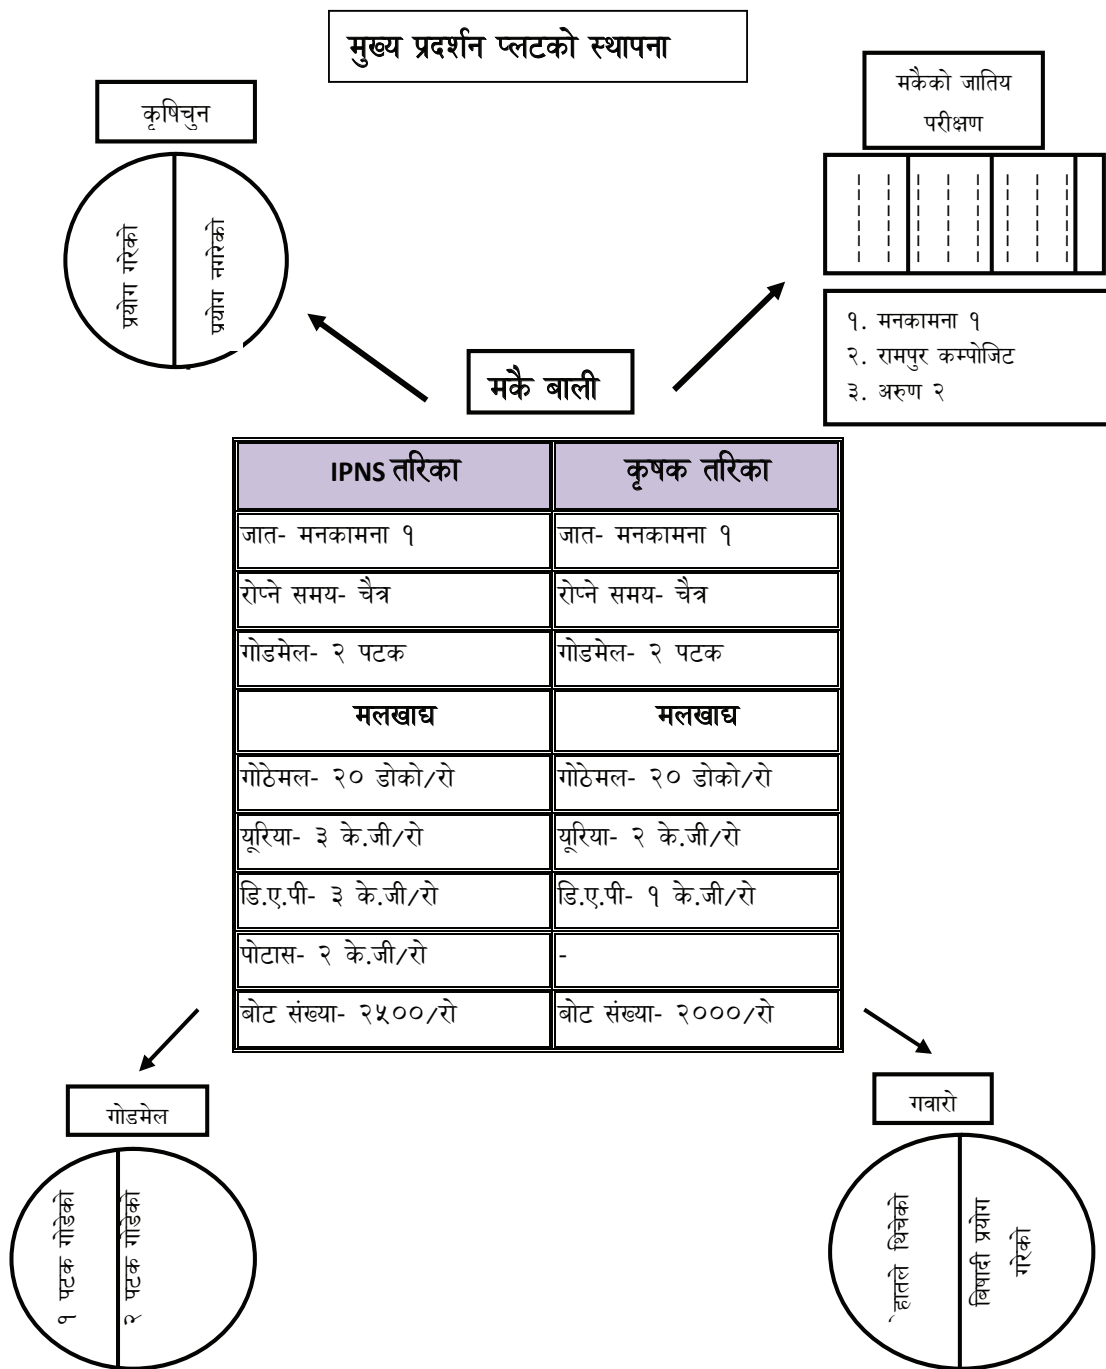 मुख्य प्रदर्शन प्लटको स्थापना
कृषिचुन
प्रयोग गरेको
प्रयोग नगरेको
मकैको जातिय
परीक्षण
१. मनकामना १
२. रामपुर कम्पोजिट
३. अरुण २
मकै बाली
IPNS तरिका कृषक तरिका
जात- मनकामना १ जात- मनकामना १
रोप्ने समय- चैत्र रोप्ने समय- चैत्र
गोडमेल- २ पटक गोडमेल- २ पटक
मलखाद्य मलखाद्य
गोठेमल- २० डोको/रो गोठेमल- २० डोको/रो
यूरिया- ३ के.जी/रो यूरिया- २ के.जी/रो
डि.ए.पी- ३ के.जी/रो डि.ए.पी- १ के.जी/रो
पोटास- २ के.जी/रो -
बोट संख्या- २५००/रो बोट संख्या- २०००/रो
गोडमेल
१ पटक गोडेको
२ पटक गोडेको
गवारो
हातले थिचेको
बिषादी प्रयोग
गरेको